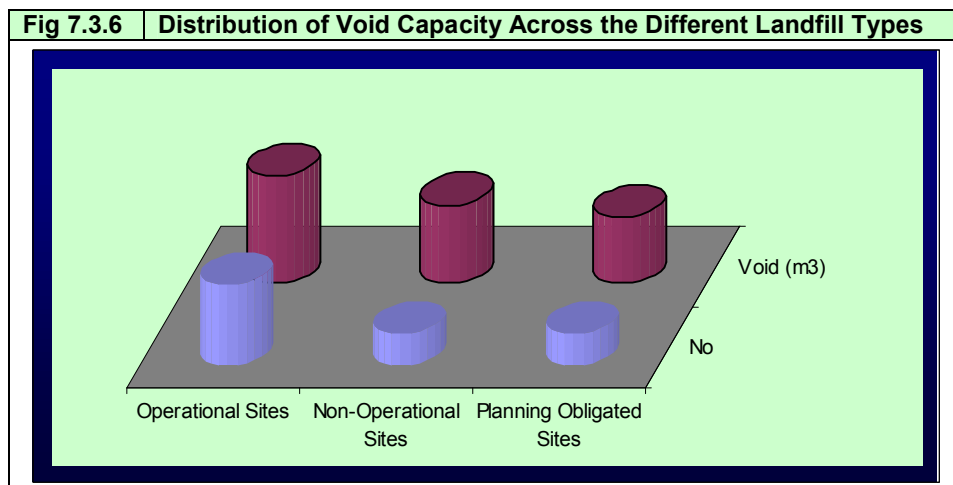 Fig 7.3.6 Distribution of Void Capacity Across the Different Landfill Types
Void (m3)
No
Operational Sites Non-Operational Sites Planning Obligated Sites